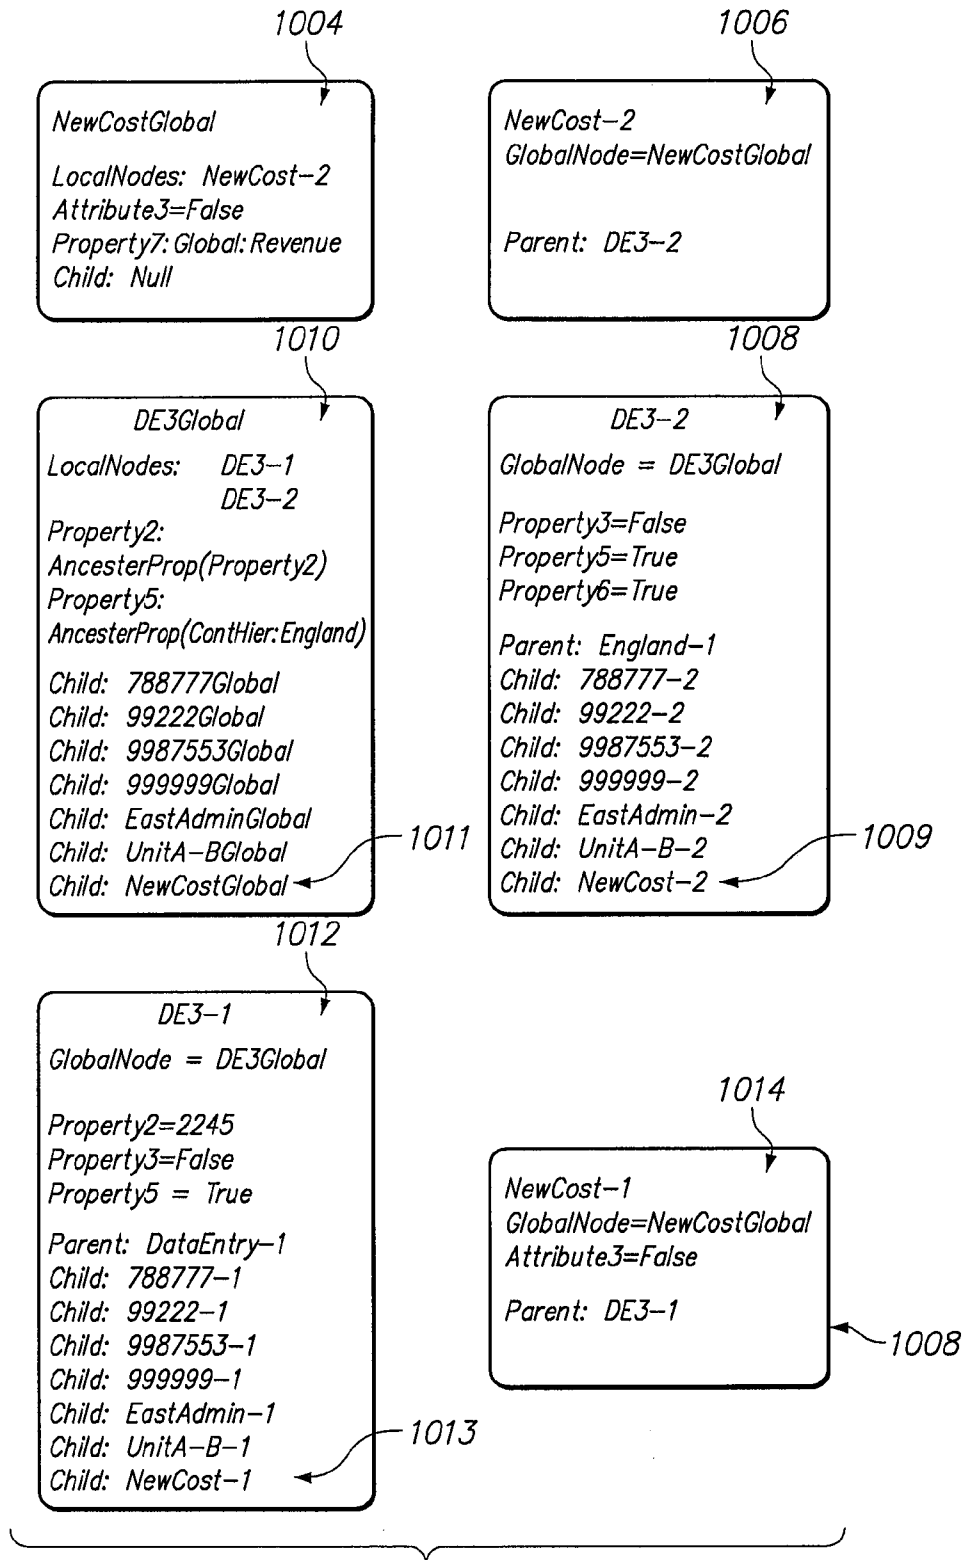 1004
NewCostGlobal
LocalNodes: NewCost-2
Attribute3=False
Property7: Global: Revenue
Child: Null
1006
NewCost-2
GlobalNode=NewCostGlobal
Parent: DE3-2
1010
DE3Global
LocalNodes: DE3-1
DE3-2
Property2:
AncesterProp(Property2)
Property5:
AncesterProp(ContHier:England)
Child: 788777Global
Child: 99222Global
Child: 9987553Global
Child: 999999Global
Child: EastAdminGlobal
Child: UnitA-BGlobal
Child: NewCostGlobal
1011
1008
DE3-2
GlobalNode = DE3Global
Property3=False
Property5=True
Property6=True
Parent: England-1
Child: 788777-2
Child: 99222-2
Child: 9987553-2
Child: 999999-2
Child: EastAdmin-2
Child: UnitA-B-2
Child: NewCost-2
1009
1012
DE3-1
GlobalNode = DE3Global
Property2=2245
Property3=False
Property5 = True
Parent: DataEntry-1
Child: 788777-1
Child: 99222-1
Child: 9987553-1
Child: 999999-1
Child: EastAdmin-1
Child: UnitA-B-1
Child: NewCost-1
1013
1014
NewCost-1
GlobalNode=NewCostGlobal
Attribute3=False
Parent: DE3-1
1008